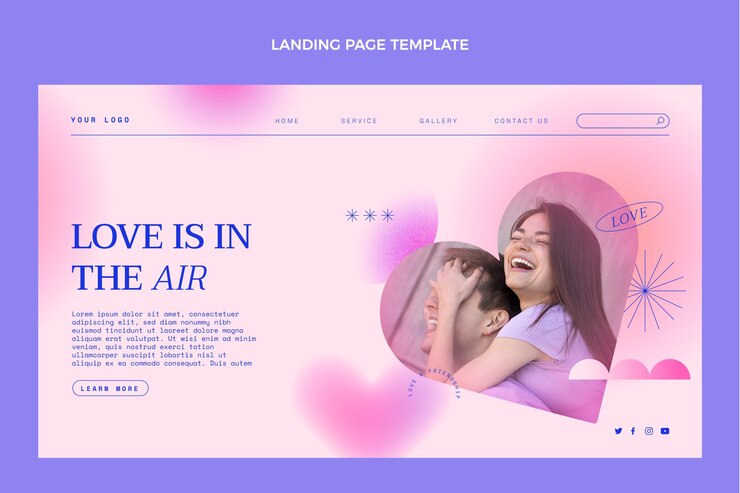 LANDING PAGE TEMPLATE
YOUR LOGO
HOME
SERVICE
GALLERY
CONTACT US
LOVE IS IN
THE AIR
Lorem ipsum dolor sit amet, consectetuer
adipiscing elit, sed diam nonummy nibh
euismod tincidunt ut laoreet dolore magna
aliquam erat volutpat. Ut wisi enim ad minim
veniam, quis nostrud exerci tation
ullamcorper suscipit lobortis nisl ut
aliquip ex ea commodo consequat. Duis autem
LEARN MORE
LOVE
LOVE & FRIENDSHIP